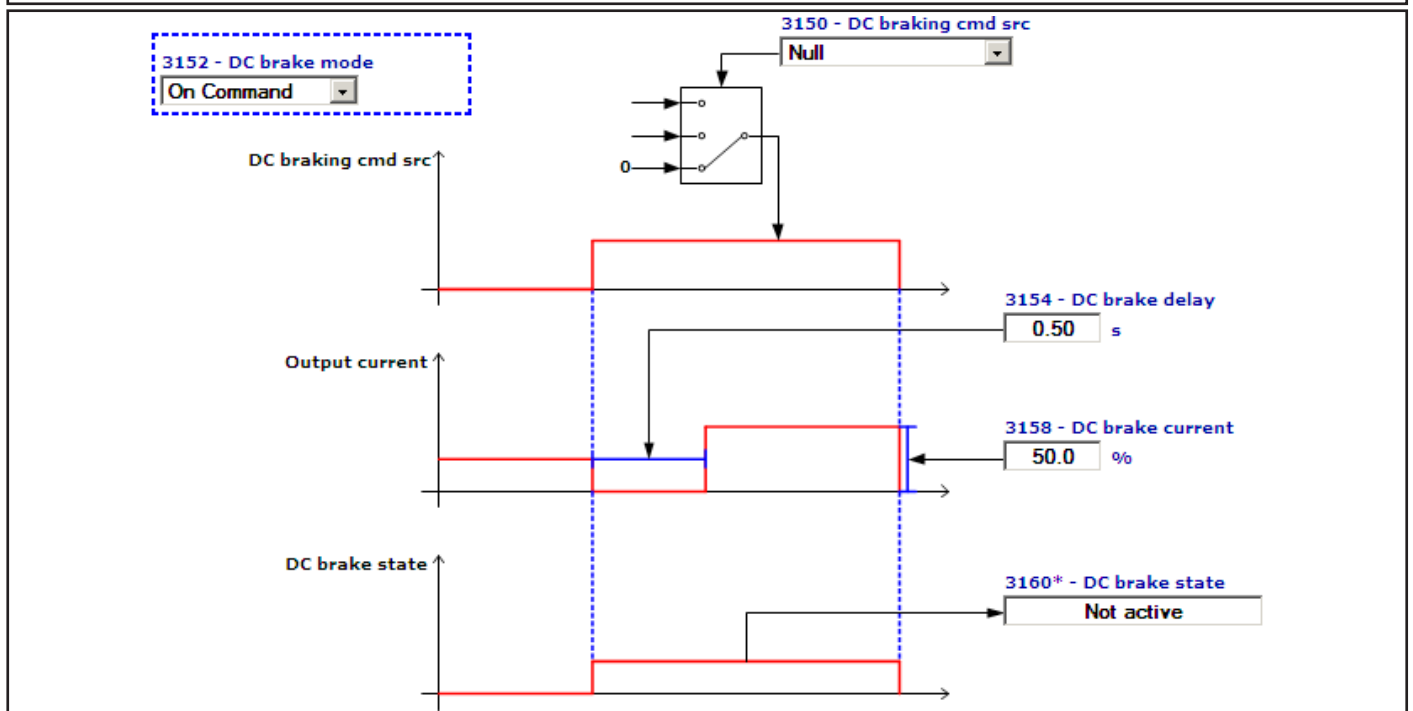 3150 - DC braking cmd src
Null
3152 - DC brake mode
On Command
DC braking cmd src
0
3154 - DC brake delay
0.50 s
Output current
3158 - DC brake current
50.0 %
DC brake state
3160* - DC brake state
Not active